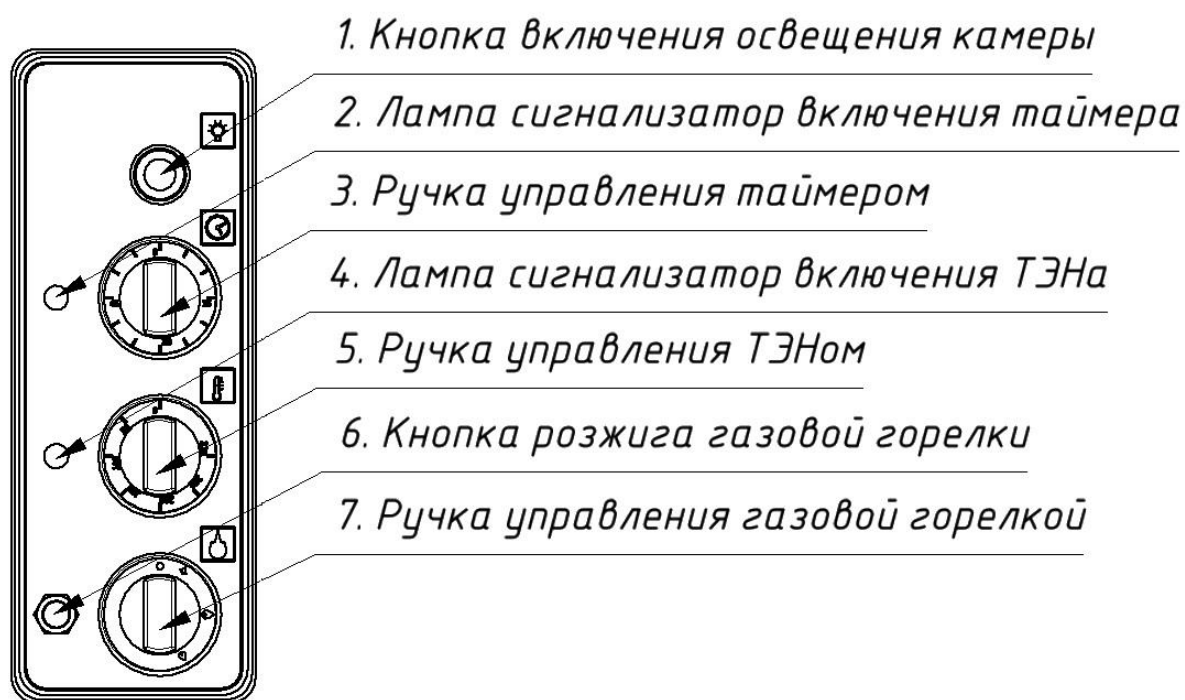 1. Кнопка включения освещения камеры
2. Лампа сигнализатор включения таймера
3. Ручка управления таймером
4. Лампа сигнализатор включения ТЭНа
5. Ручка управления ТЭНом
6. Кнопка розжига газовой горелки
7. Ручка управления газовой горелкой